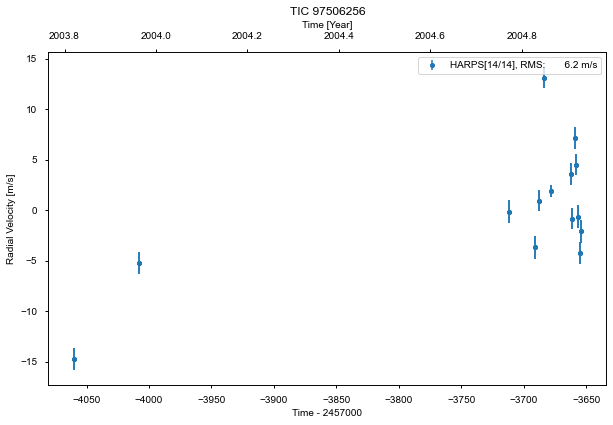 TIC 97506256
Time [Year]
2003.8 2004.0 2004.2 2004.4 2004.6 2004.8
HARPS[14/14], RMS: 6.2 m/s
15
10
5
0
−5
−10
−15
Radial Velocity [m/s]
−4050 −4000 −3950 −3900 −3850 −3800 −3750 −3700 −3650
Time - 2457000